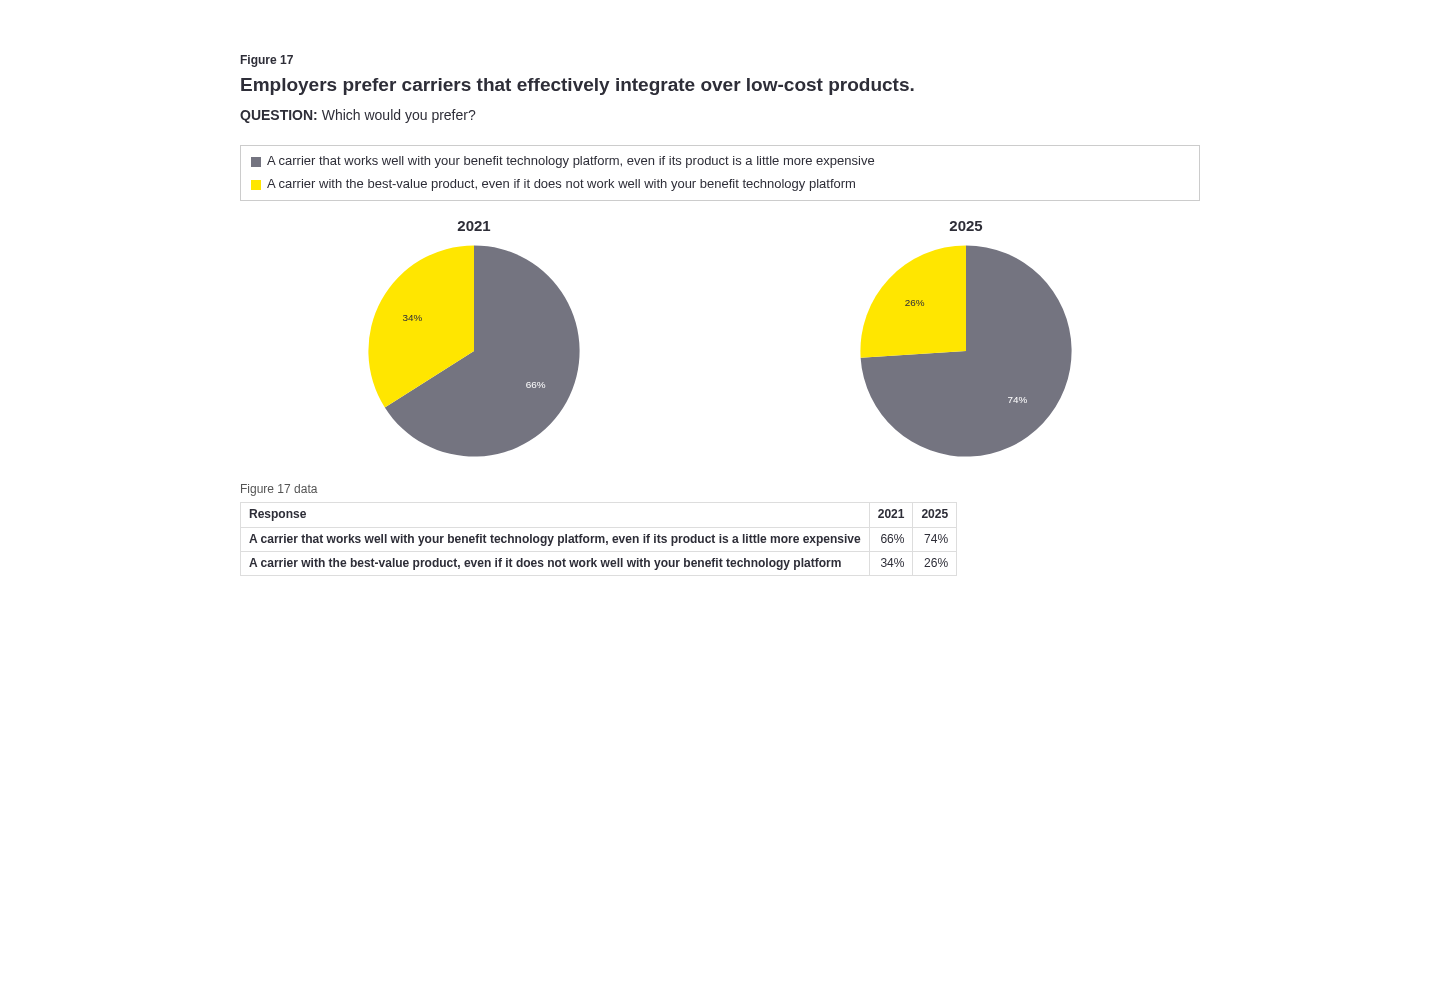 Figure 17
Employers prefer carriers that effectively integrate over low-cost products.
QUESTION: Which would you prefer?
A carrier that works well with your benefit technology platform, even if its product is a little more expensive
A carrier with the best-value product, even if it does not work well with your benefit technology platform
2021 2025
34% 66% 26% 74%
Figure 17 data
Response 2021 2025
A carrier that works well with your benefit technology platform, even if its product is a little more expensive 66% 74%
A carrier with the best-value product, even if it does not work well with your benefit technology platform 34% 26%